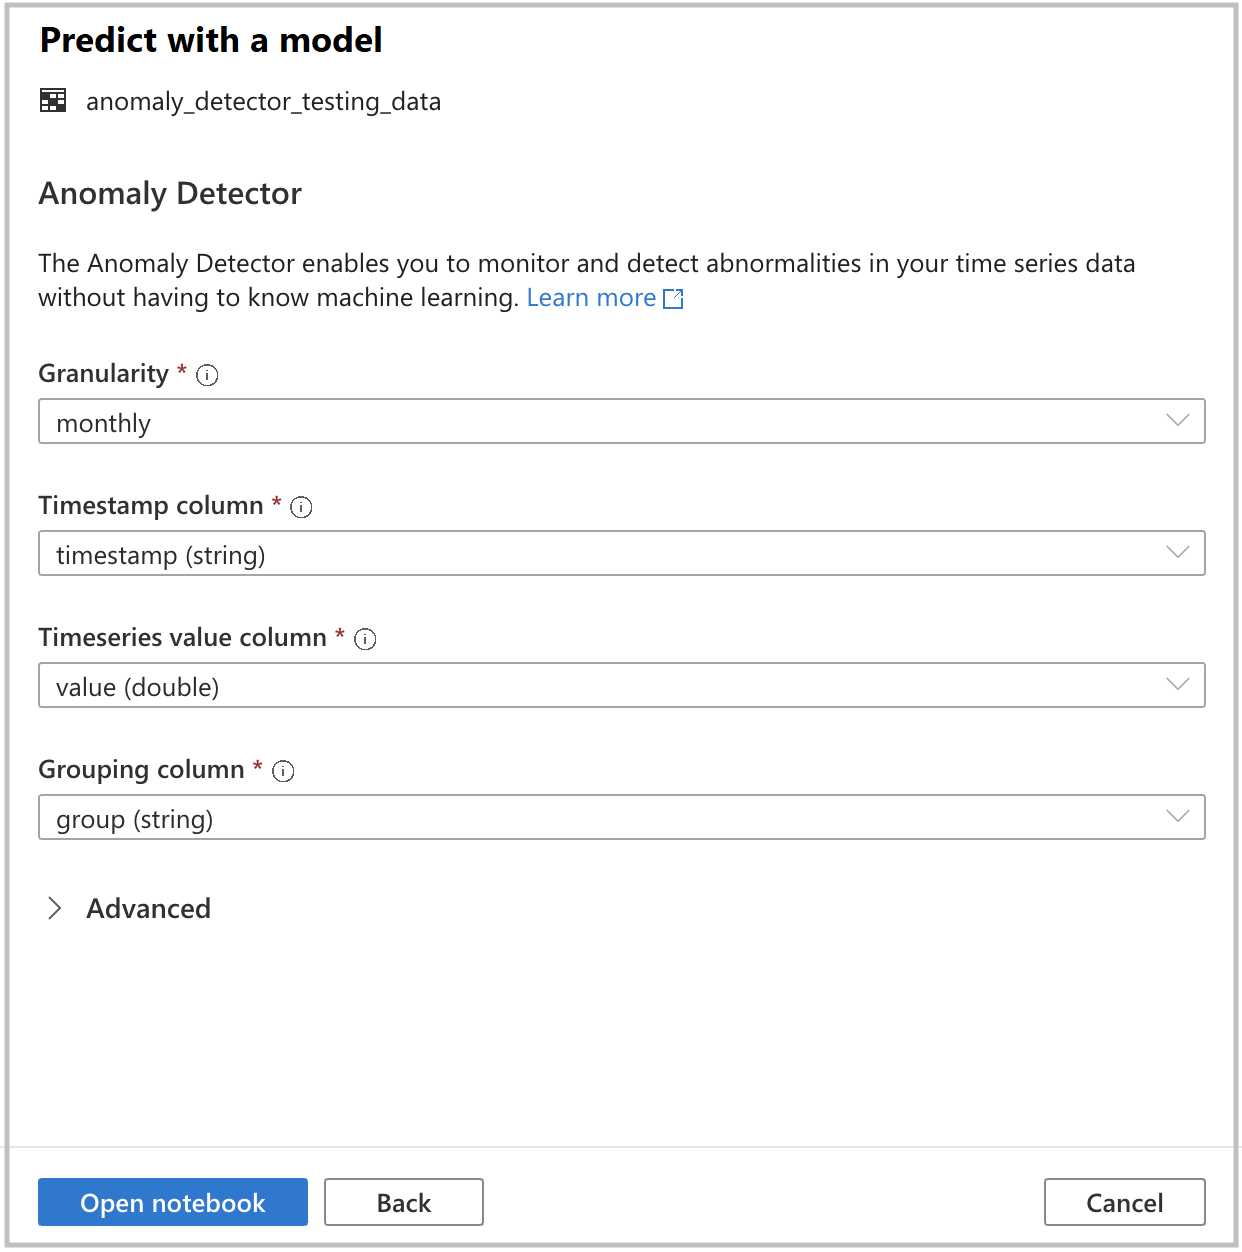 Predict with a model
anomaly_detector_testing_data
Anomaly Detector
The Anomaly Detector enables you to monitor and detect abnormalities in your time series data
without having to know machine learning. Learn more
Granularity *
monthly
Timestamp column *
timestamp (string)
Timeseries value column *
value (double)
Grouping column *
group (string)
Advanced
Open notebook Back Cancel